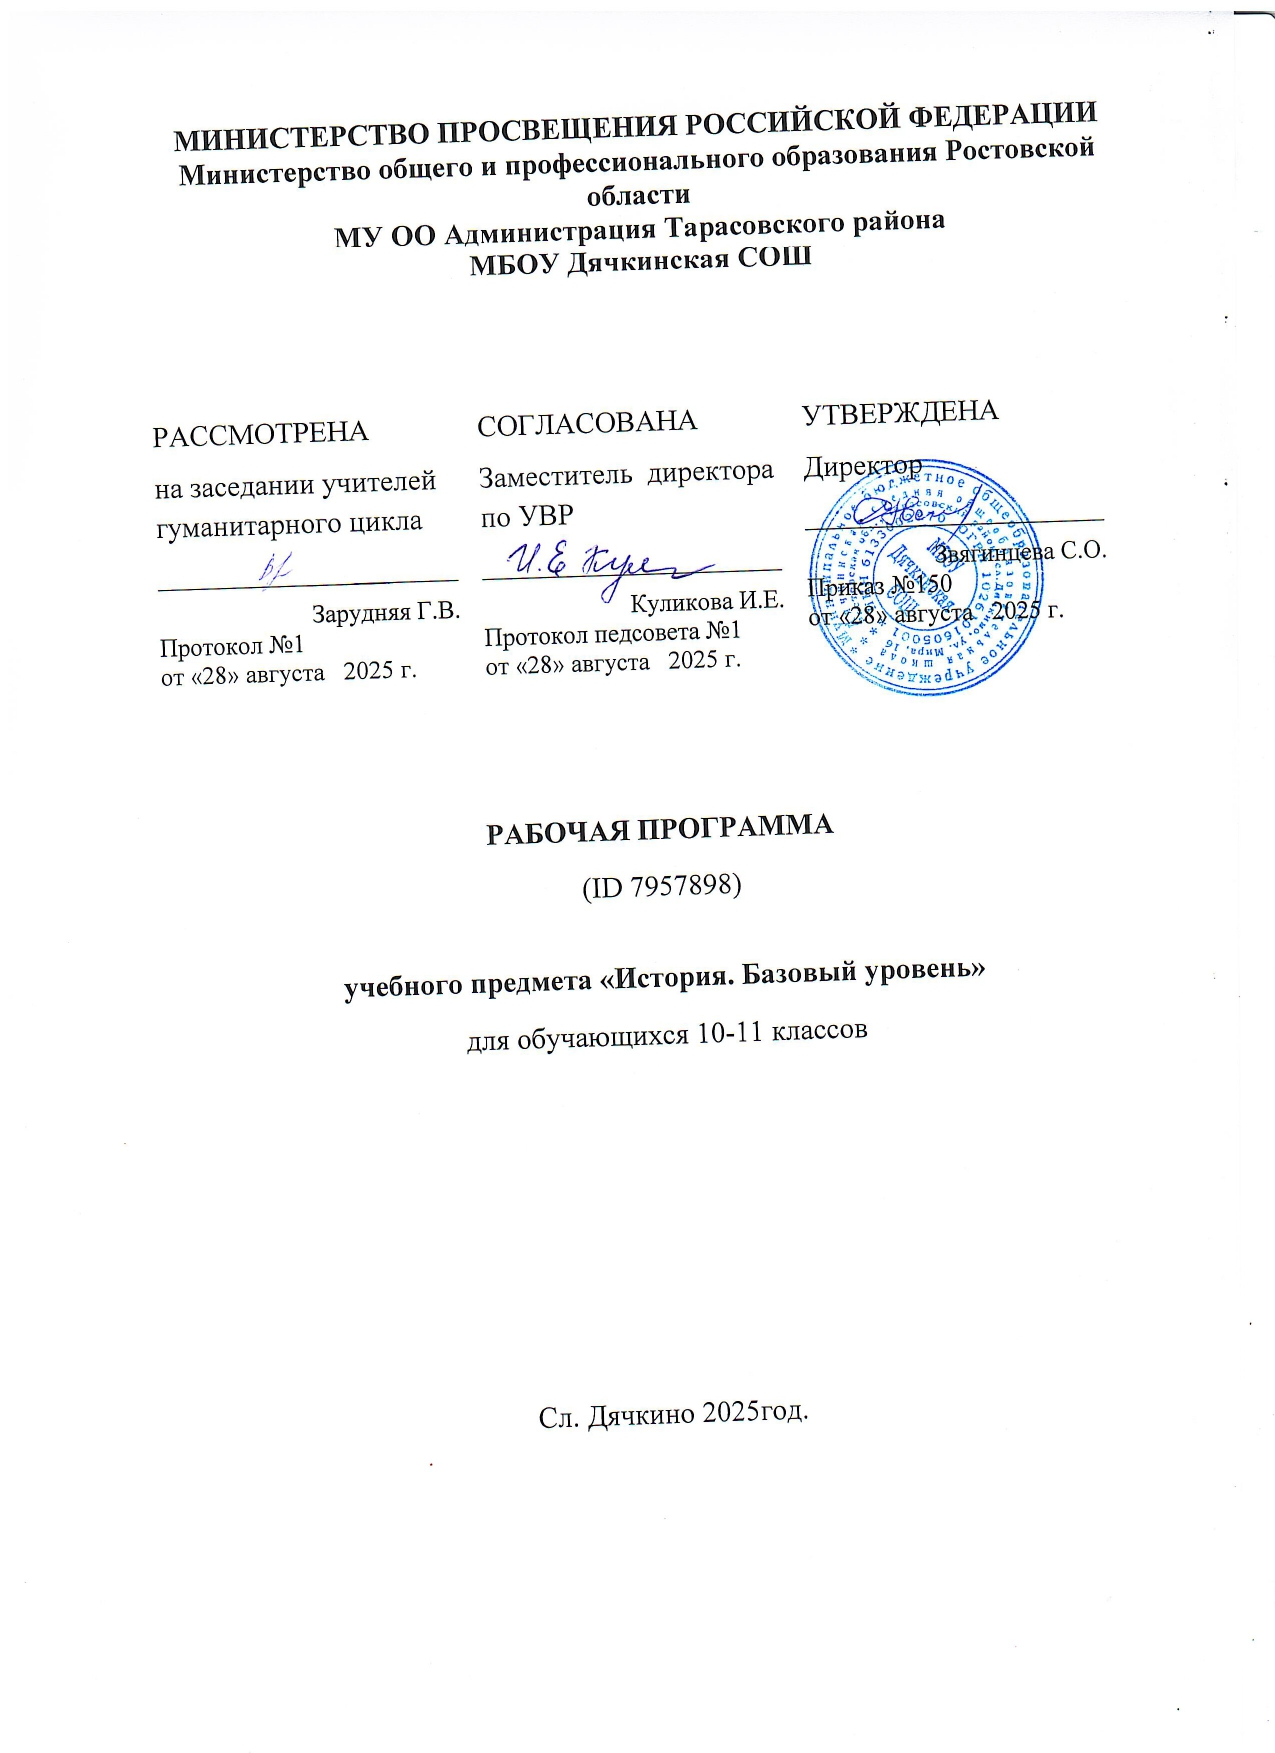 МИНИСТЕРСТВО ПРОСВЕЩЕНИЯ РОССИЙСКОЙ ФЕДЕРАЦИИ
Министерство общего и профессионального образования Ростовской
области
МУ ОО Администрация Тарасовского района
МБОУ Дячкинская СОШ
РАССМОТРЕНА
на заседании учителей
гуманитарного цикла
Зарудняя Г.В.
Протокол №1
от «28» августа 2025 г.
СОГЛАСОВАНА
Заместитель директора
по УВР
И.Е
Куликова И.Е.
Протокол педсовета №1
от «28» августа 2025 г.
УТВЕРЖДЕНА
Директор
Звягинцева С.О.
Приказ №150
от «28» августа 2025 г.
МБОУ
Дячкинская
СОШ
РАБОЧАЯ ПРОГРАММА
(ID 7957898)
учебного предмета «История. Базовый уровень»
для обучающихся 10-11 классов
Сл. Дячкино 2025год.